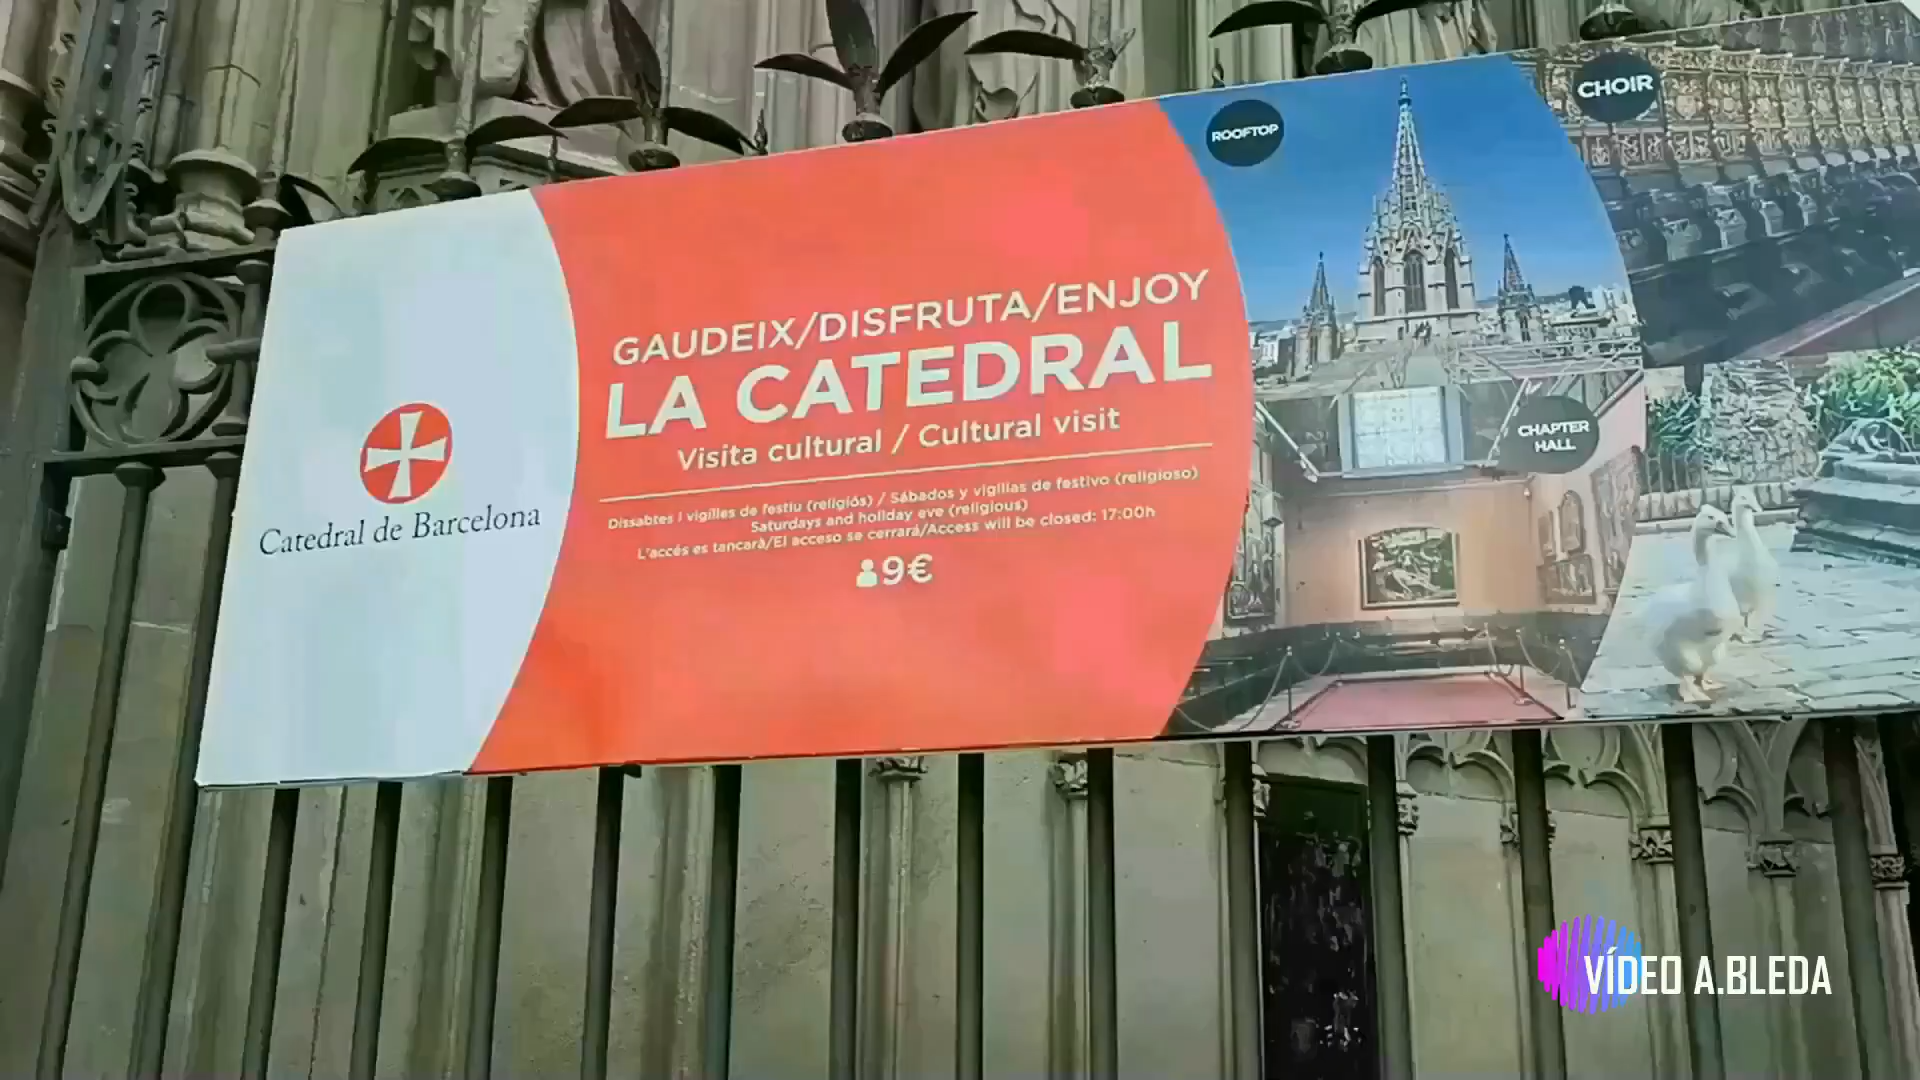 Catedral de Barcelona
GAUDEIX/DISFRUTA/ENJOY
LA CATEDRAL
Visita cultural / Cultural visit
Dissabtes i vigílies de festiu (religiós) / Sábados y vigilias de festivo (religioso)
Saturdays and holiday eve (religious)
L'accés es tancarà/El acceso se cerrará/Access will be closed: 17:00h
9€
ROOFTOP
CHOIR
CHAPTER
HALL
VÍDEO A.BLEDA